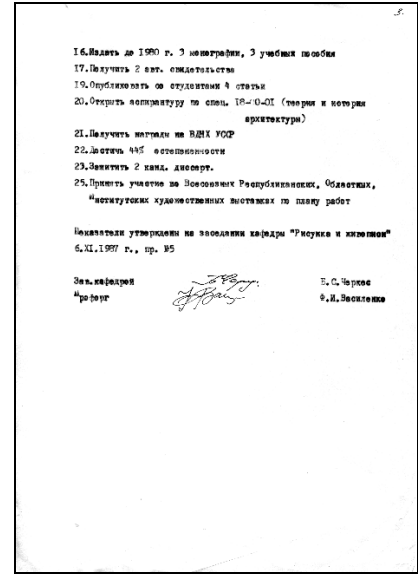 3.
16.Издать до 1980 г. 3 монографии, 3 учебных пособия
17.Получить 2 авт. свидетельства
19.Опубликовать со студентами 4 статьи
20.Открыть аспирантуру по спец. 18-00-01 (теория и история
архитектуры)
21.Получить награды на ВДНХ УССР
22.Достичь 44% остепененности
23.Защитить 2 канд. диссерт.
25.Принять участие во Всесоюзных Республиканских, Областных,
институтских художественных выставках по плану работ
Показатели утверждены на заседании кафедры "Рисунка и живописи"
6.XI.1987 г., пр. №5
Зав.кафедрой Б.С.Черкес
Профорг Ф.И.Василенко